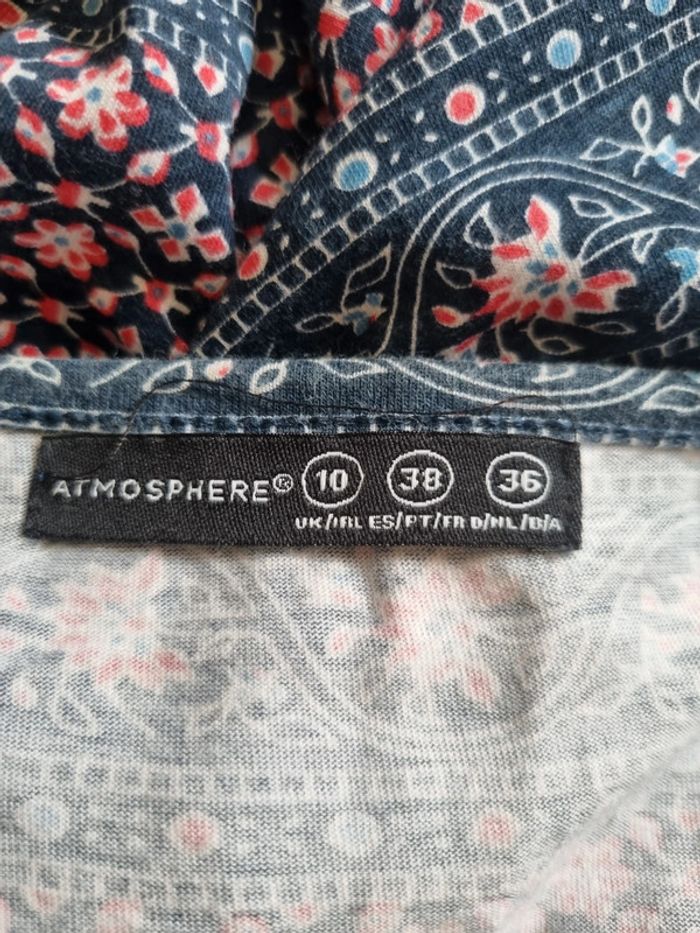 ATMOSPHERE® 10 38 36
UK/IRL ES/PT/FR D/NL/B/A